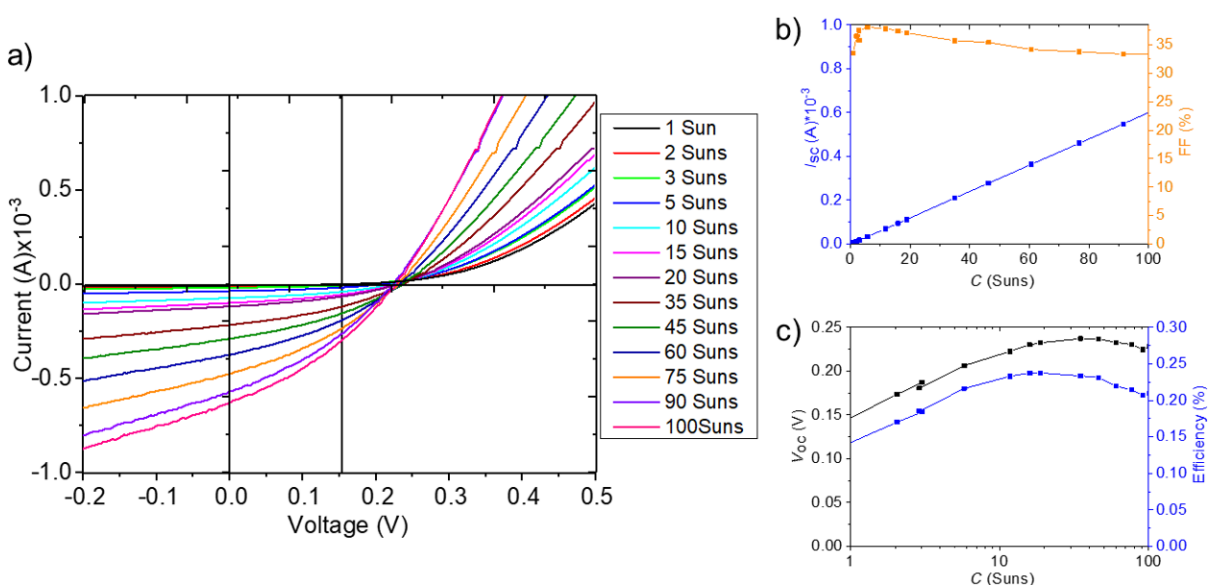 a)
Current (A)x10⁻³
1.0
0.5
0.0
-0.5
-1.0
-0.2 -0.1 0.0 0.1 0.2 0.3 0.4 0.5
Voltage (V)
1 Sun
2 Suns
3 Suns
5 Suns
10 Suns
15 Suns
20 Suns
35 Suns
45 Suns
60 Suns
75 Suns
90 Suns
100Suns
b)
I_SC (A)*10⁻³
1.0
0.8
0.6
0.4
0.2
0.0
0 20 40 60 80 100
C (Suns)
35
30
25
20
15
10
5
0
FF (%)
c)
V_OC (V)
0.25
0.20
0.15
0.10
0.05
0.00
1 10 100
C (Suns)
0.30
0.25
0.20
0.15
0.10
0.05
0.00
Efficiency (%)